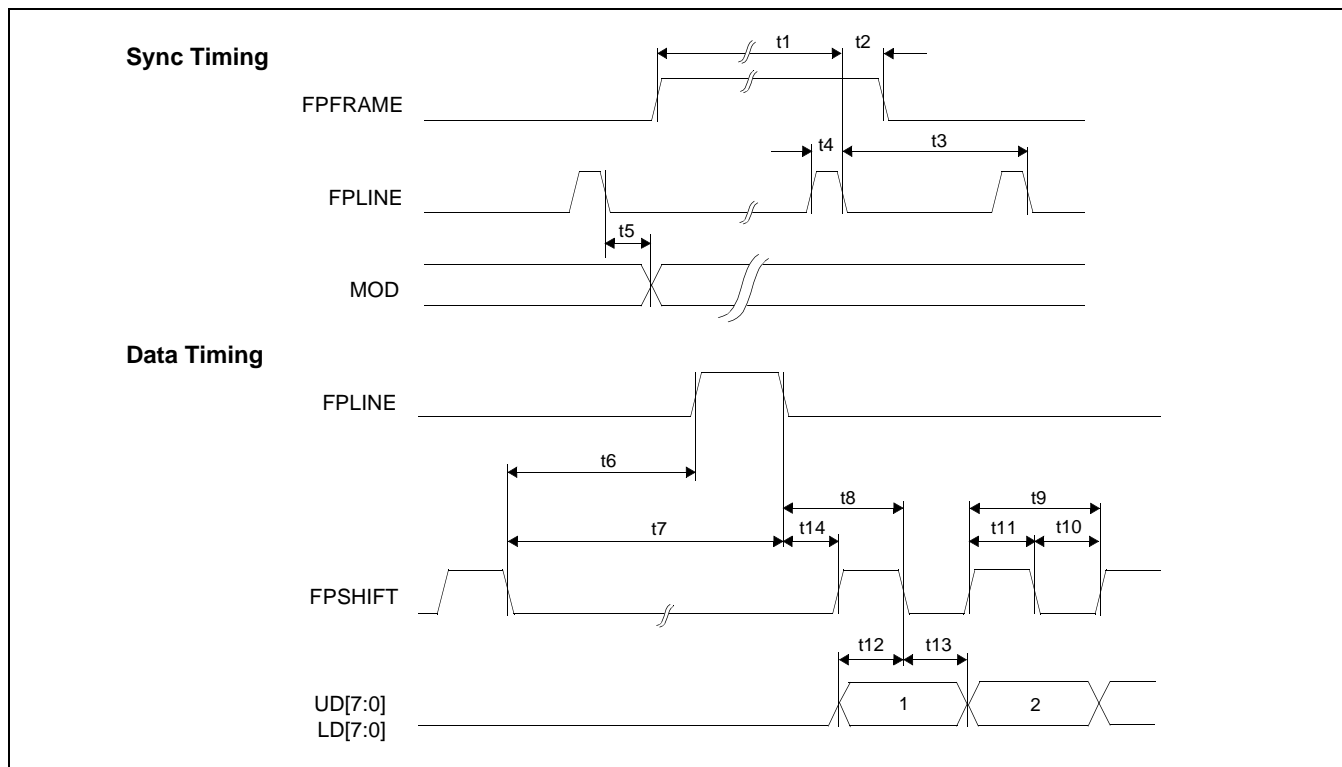 Sync Timing
t1
t2
FPFRAME
t4
t3
FPLINE
t5
MOD
Data Timing
FPLINE
t6
t8
t9
t7
t14
t11
t10
FPSHIFT
t12
t13
UD[7:0]
1
2
LD[7:0]